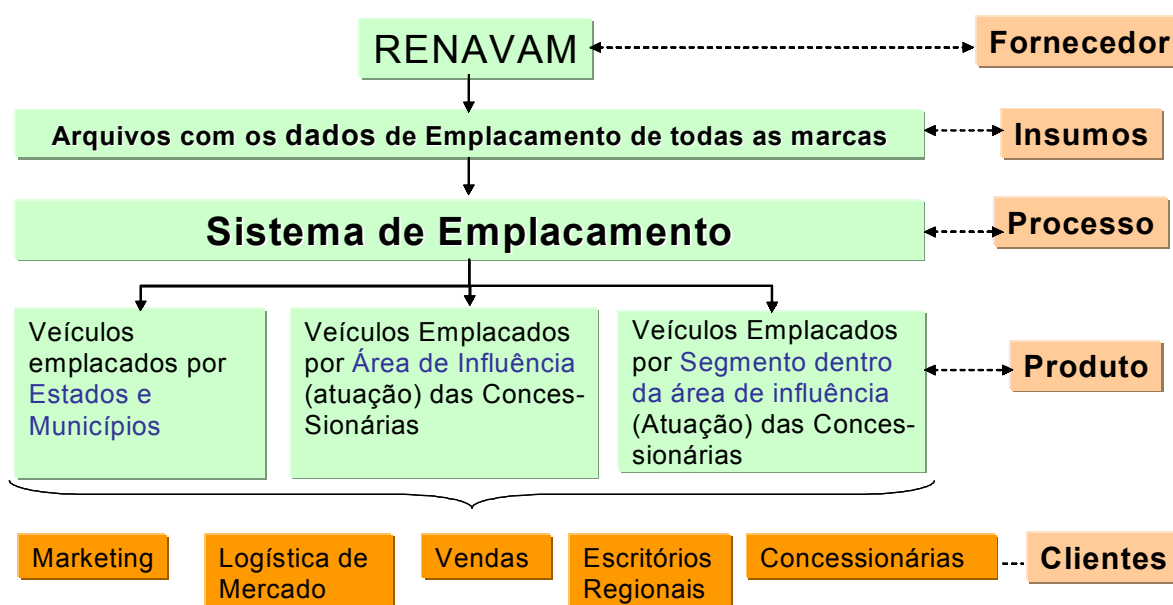 RENAVAM
Fornecedor
Arquivos com os dados de Emplacamento de todas as marcas
Insumos
Sistema de Emplacamento
Processo
Veículos
emplacados por
Estados e
Municípios
Veículos Emplacados
por Área de Influência
(atuação) das Conces-
Sionárias
Veículos Emplacados
por Segmento dentro
da área de influência
(Atuação) das Conces-
sionárias
Produto
Marketing
Logística de
Mercado
Vendas
Escritórios
Regionais
Concessionárias
Clientes